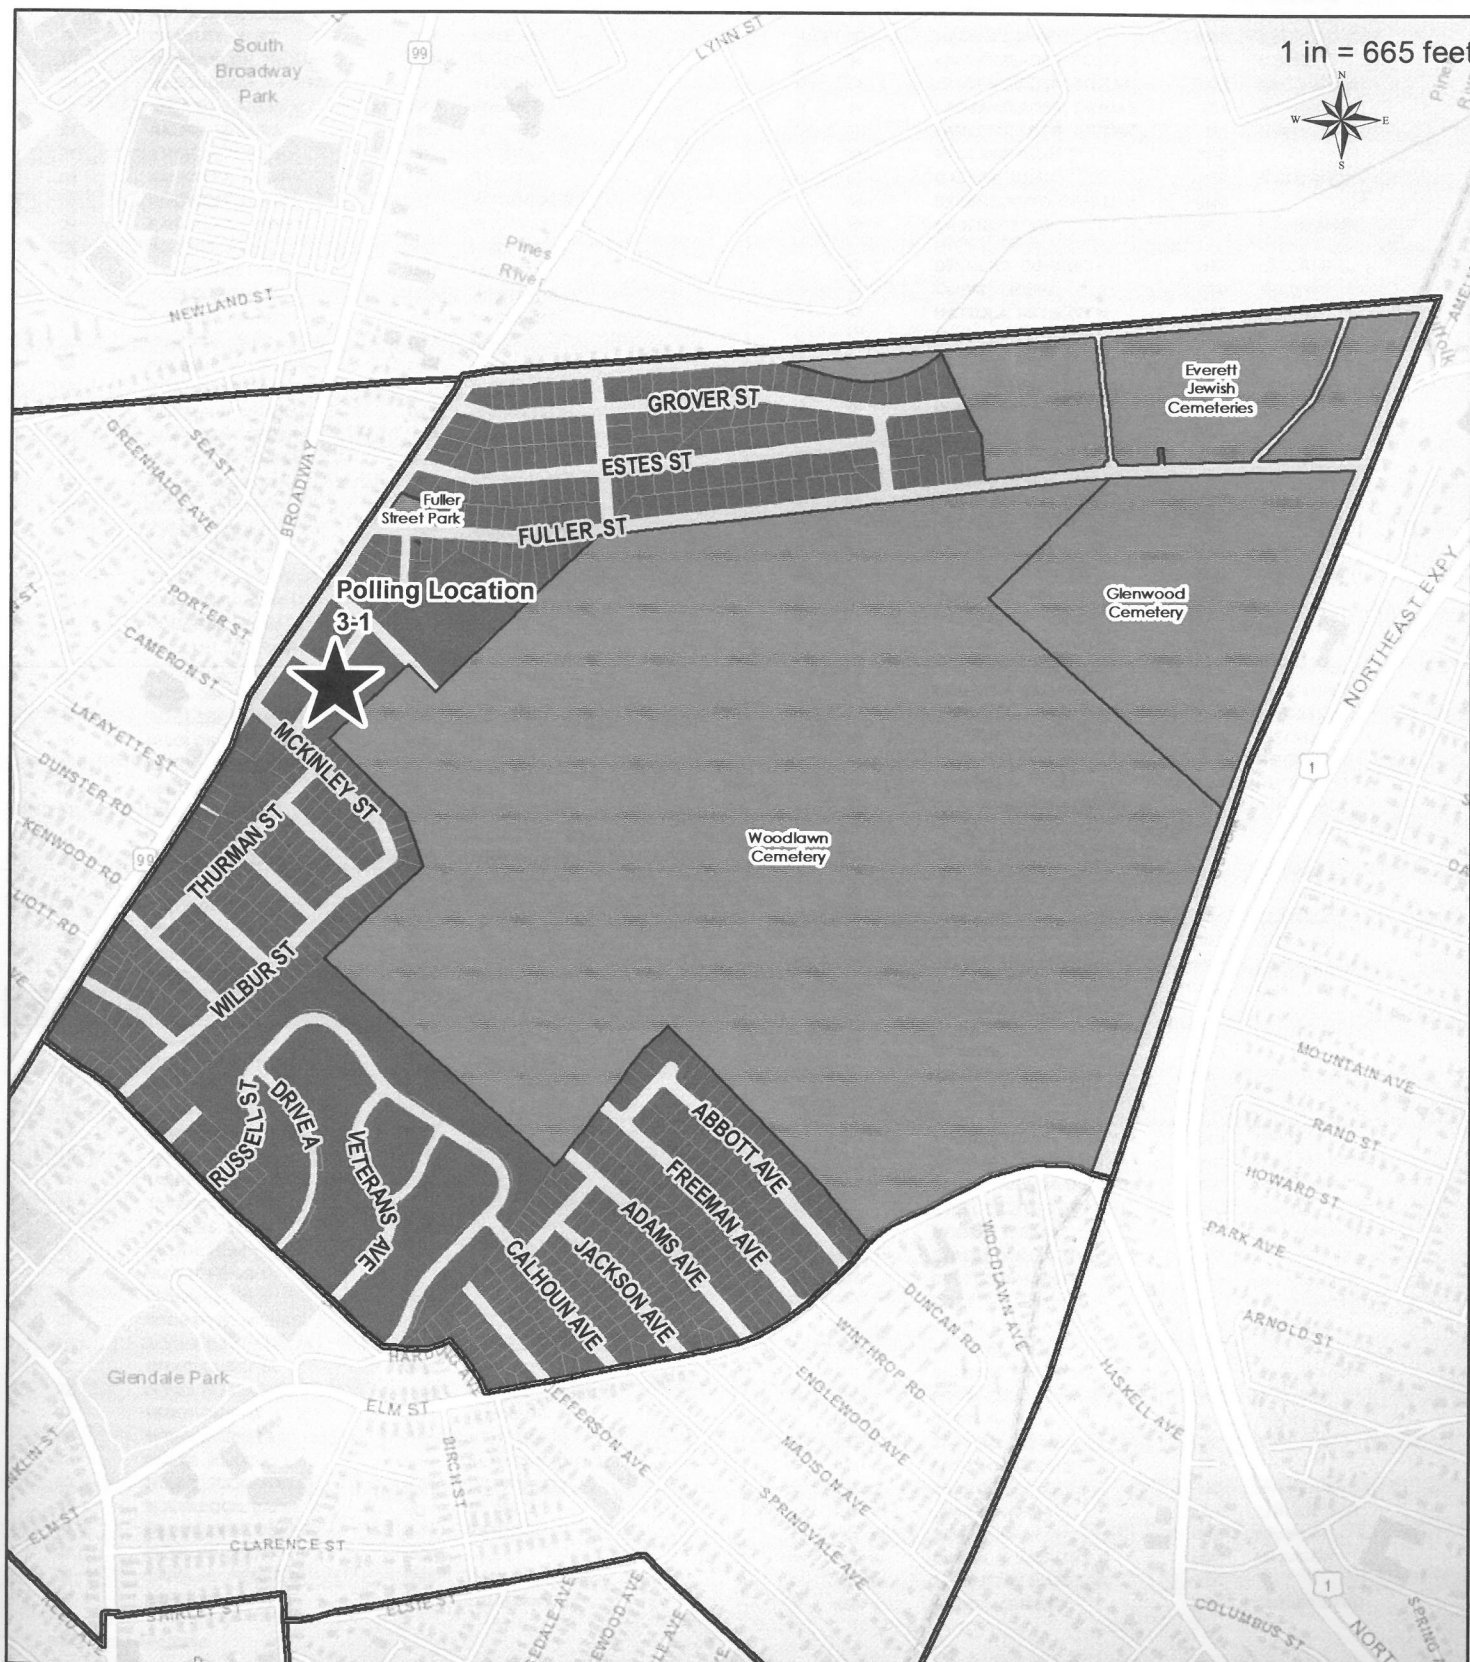 South
Broadway
Park
99
LYNN ST
1 in = 665 feet
N
W
E
S
Pines
River
NEWLAND ST
GREENHALGE AVE
SEA ST
BROADWAY
GROVER ST
ESTES ST
Fuller
Street Park
FULLER ST
Everett
Jewish
Cemeteries
Polling Location
3-1
Glenwood
Cemetery
NORTHEAST EXPY
PORTER ST
CAMERON ST
LAFAYETTE ST
DUNSTER RD
KENWOOD RD
99
MCKINLEY ST
THURMAN ST
WILBUR ST
Woodlawn
Cemetery
1
RUSSELL ST
DRIVE A
VETERANS AVE
ABBOTT AVE
FREEMAN AVE
ADAMS AVE
JACKSON AVE
CALHOUN AVE
MOUNTAIN AVE
RAND ST
HOWARD ST
PARK AVE
ARNOLD ST
WOODLAWN AVE
DUNCAN RD
WINTHROP RD
ENGLEWOOD AVE
MADISON AVE
SPRINGVALE AVE
HASKELL AVE
Glendale Park
ELM ST
JEFFERSON AVE
BIRCH ST
ELM ST
CLARENCE ST
SHIRLEY ST
ELSIE ST
COLUMBUS ST
1